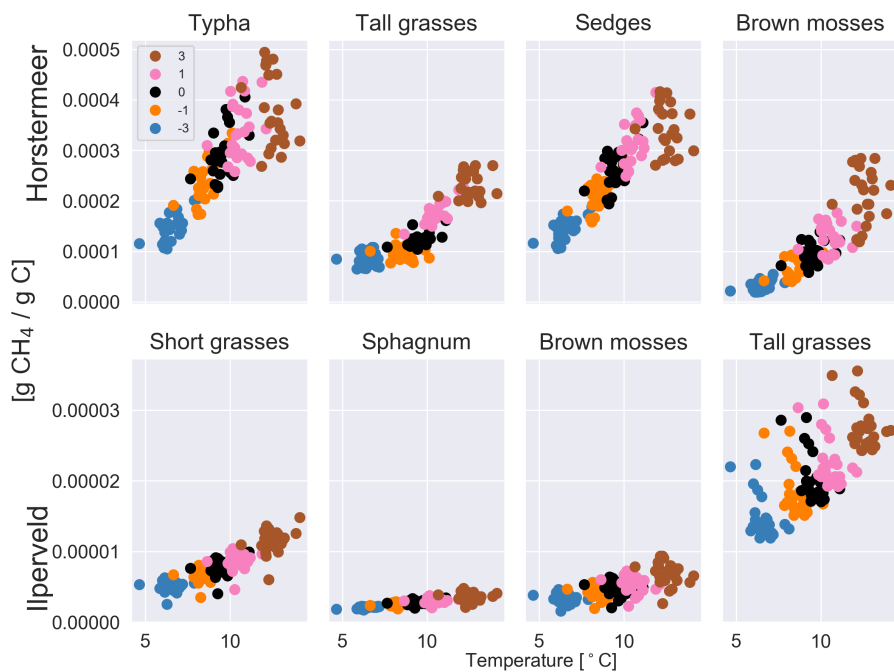 Typha
Tall grasses
Sedges
Brown mosses
Horstermeer
0.0005
0.0004
0.0003
0.0002
0.0001
0.0000
3
1
0
-1
-3
[g CH₄ / g C]
Short grasses
Sphagnum
Brown mosses
Tall grasses
Ilperveld
0.00003
0.00002
0.00001
0.00000
5 10 5 10 5 10 5 10
Temperature [ ° C]